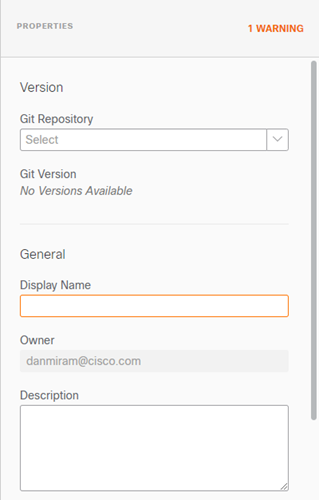 PROPERTIES
1 WARNING
Version
Git Repository
Select
Git Version
No Versions Available
General
Display Name
Owner
danmiram@cisco.com
Description